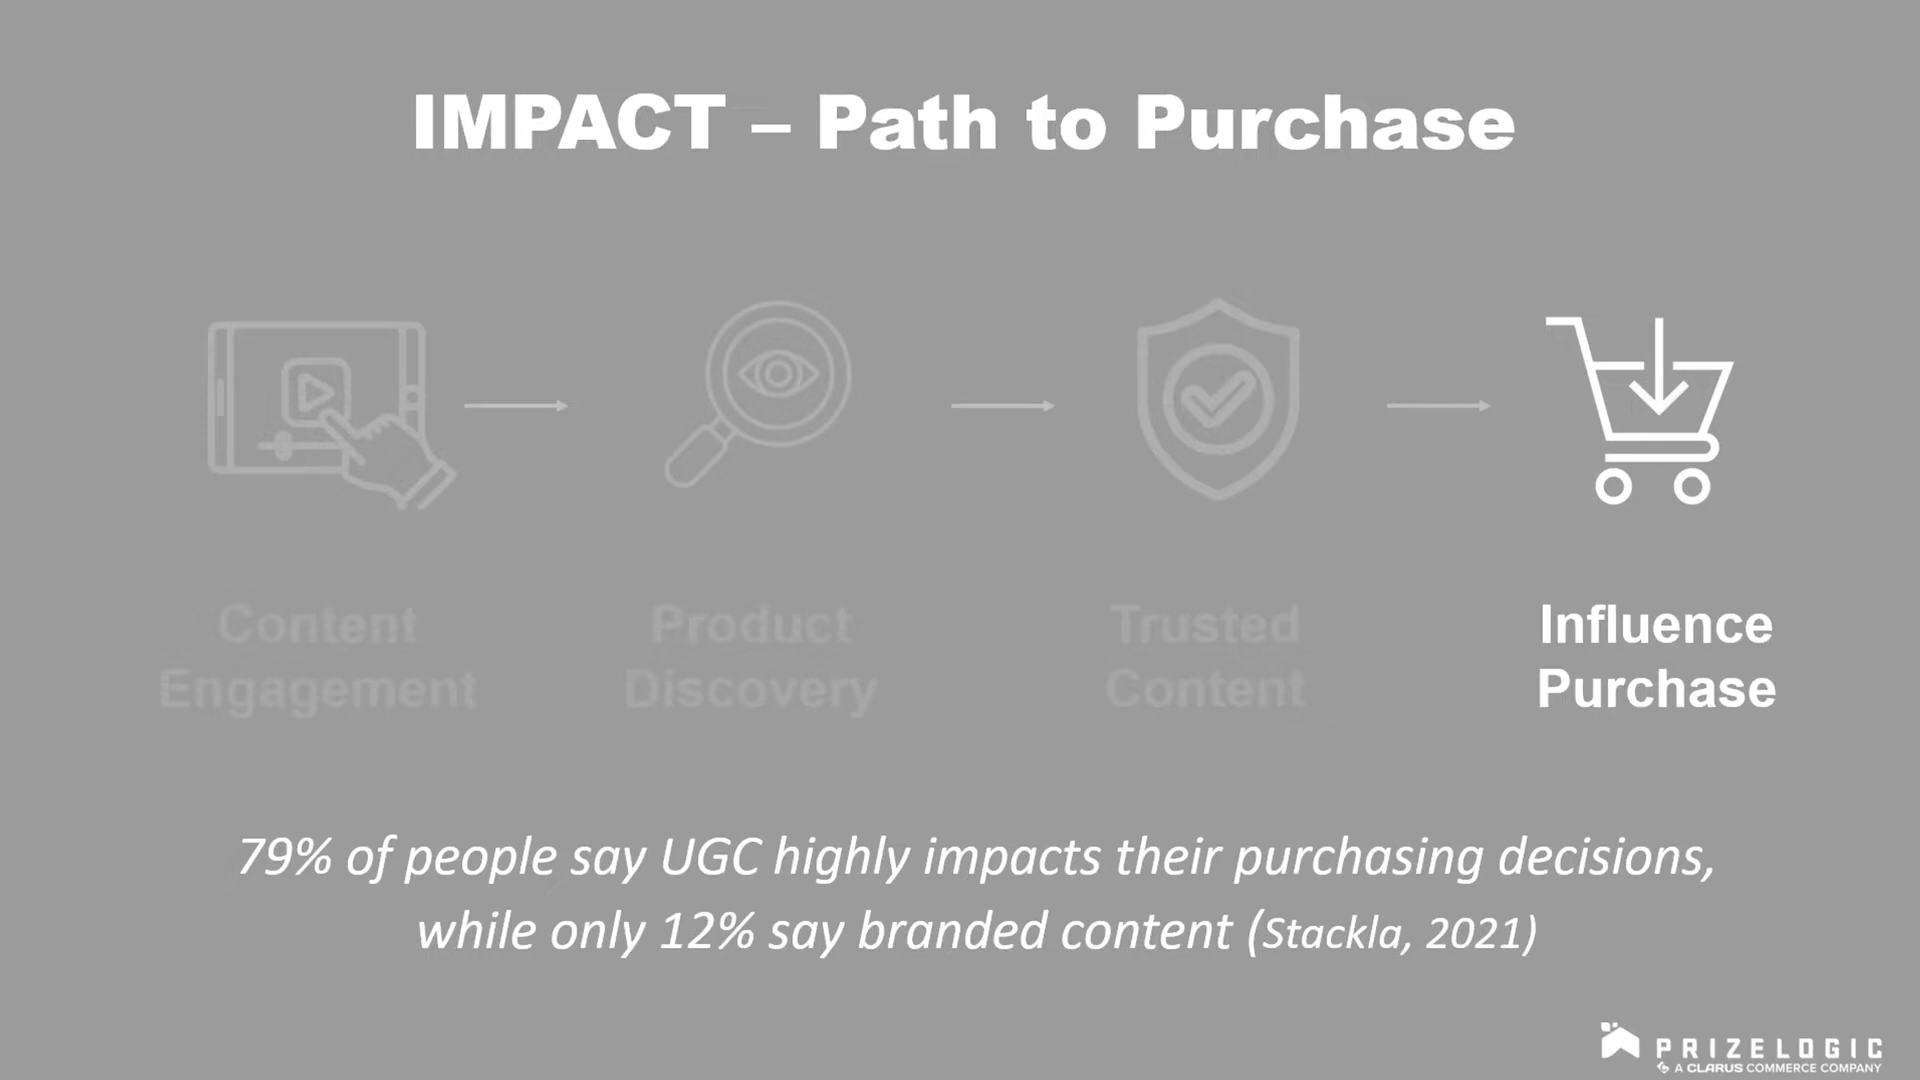 IMPACT – Path to Purchase
Content
Engagement
Product
Discovery
Trusted
Content
Influence
Purchase
79% of people say UGC highly impacts their purchasing decisions,
while only 12% say branded content (Stackla, 2021)
PRIZELOGIC
A CLARUS COMMERCE COMPANY